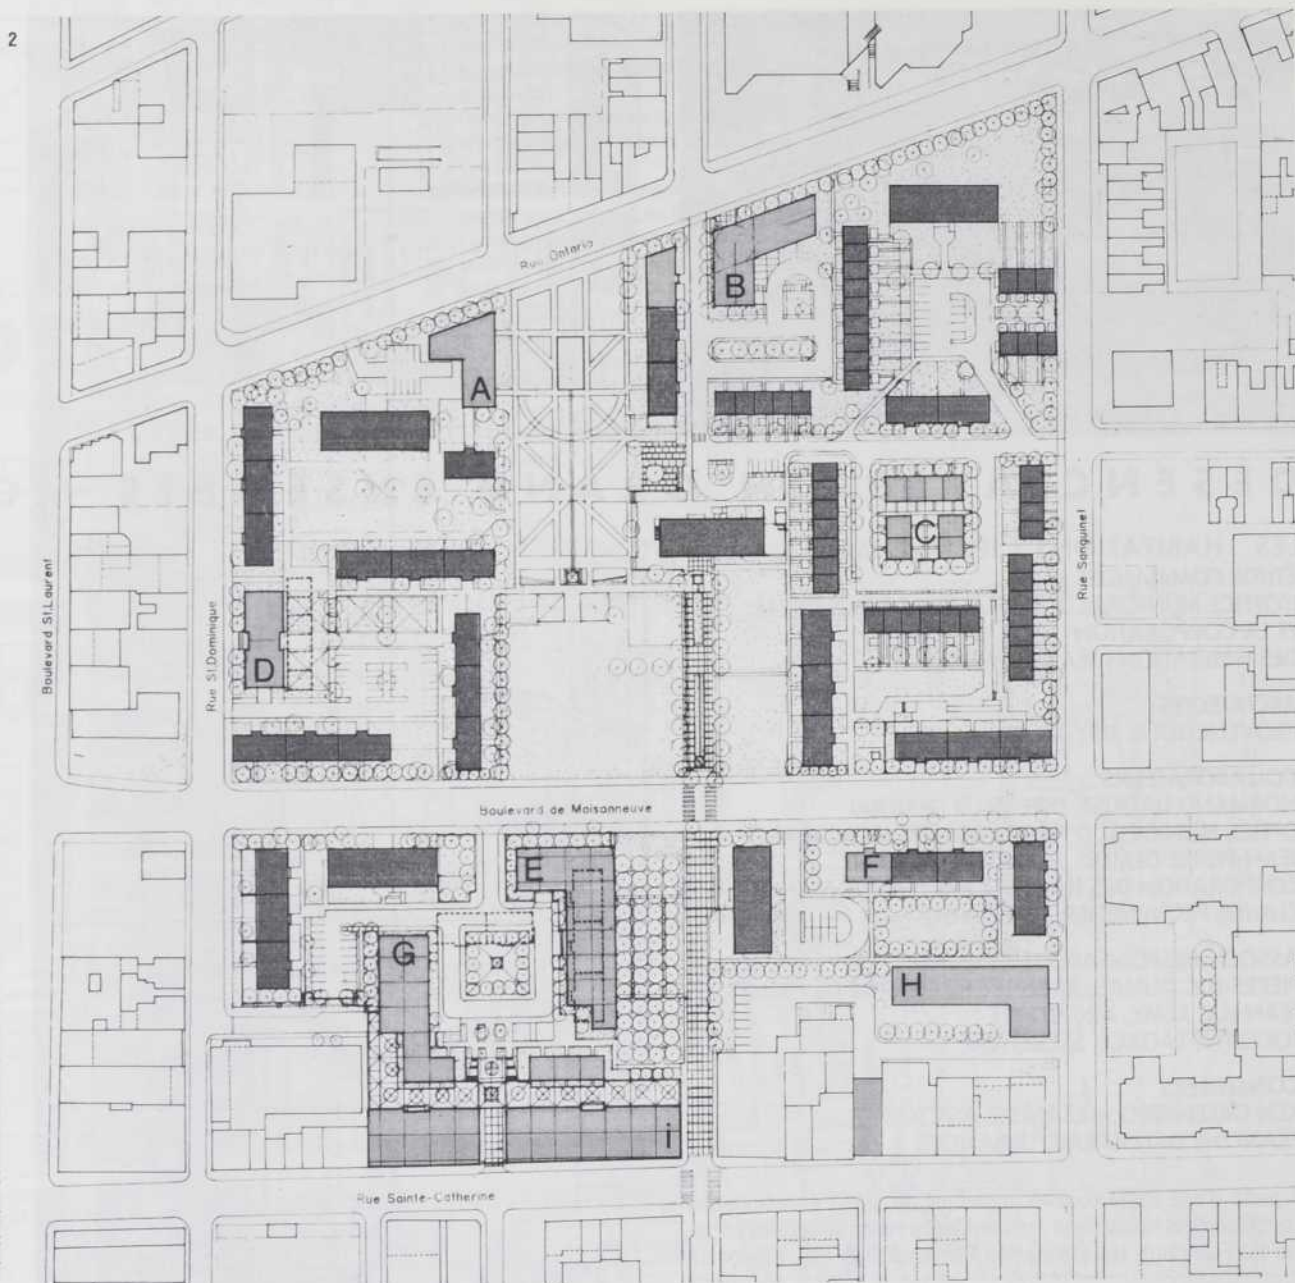 2
Rue Ontario
B
A
C
Boulevard St.Laurent
Rue St.Dominique
Rue Sanguinet
D
Boulevard de Maisonneuve
E
F
G
H
i
Rue Sainte-Catherine